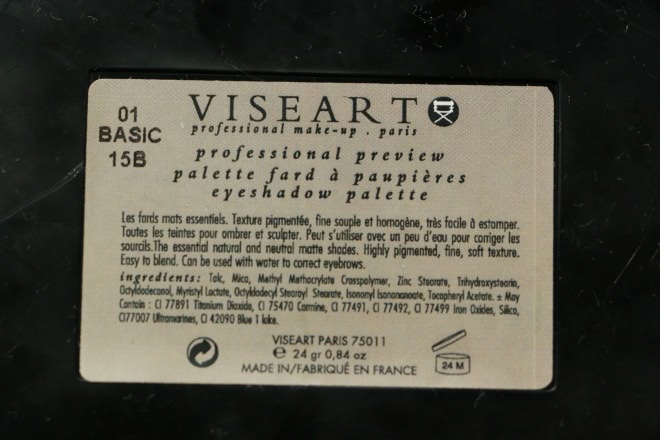 01
BASIC
15B
VISEART
professional make-up . paris
professional preview
palette fard à paupières
eyeshadow palette
Les fards mats essentiels. Texture pigmentée, fine souple et homogène, très facile à estomper.
Toutes les teintes pour ombrer et sculpter. Peut s'utiliser avec un peu d'eau pour corriger les
sourcils.The essential natural and neutral matte shades. Highly pigmented, fine, soft texture.
Easy to blend. Can be used with water to correct eyebrows.
ingredients: Talc, Mica, Methyl Methacrylate Crosspolymer, Zinc Stearate, Trihydroxystearin,
Octyldodecanol, Myristyl Lactate, Octyldodecyl Stearoyl Stearate, Isononyl Isononanoate, Tocopheryl Acetate. ± May
Contain : CI 77891 Titanium Dioxide, CI 75470 Carmine, CI 77491, CI 77492, CI 77499 Iron Oxides, Silica,
CI77007 Ultramarines, CI 42090 Blue 1 lake.
VISEART PARIS 75011
e 24 gr 0,84 oz
MADE IN/FABRIQUÉ EN FRANCE
24 M